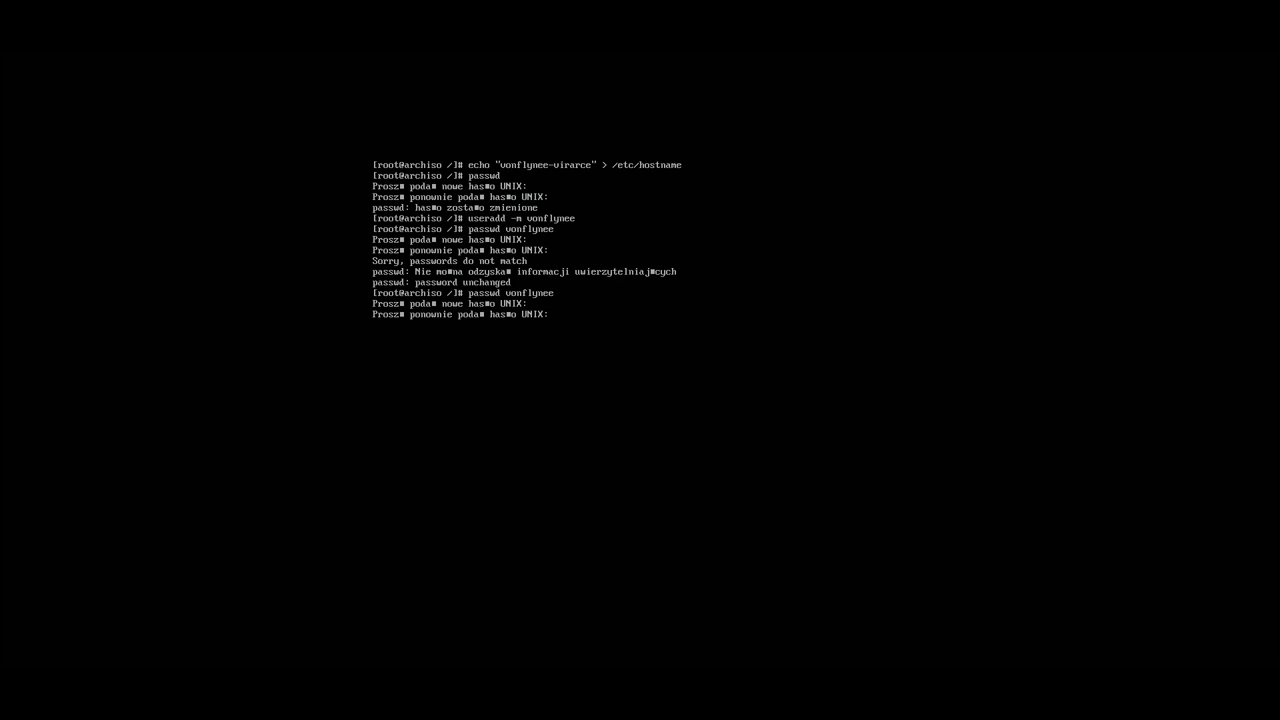 [root@archiso /]# echo "vonflynee-virarce" > /etc/hostname
[root@archiso /]# passwd
Prosz■ poda■ nowe has■o UNIX:
Prosz■ ponownie poda■ has■o UNIX:
passwd: has■o zosta■o zmienione
[root@archiso /]# useradd -m vonflynee
[root@archiso /]# passwd vonflynee
Prosz■ poda■ nowe has■o UNIX:
Prosz■ ponownie poda■ has■o UNIX:
Sorry, passwords do not match
passwd: Nie mo■na odzyska■ informacji uwierzytelniaj■cych
passwd: password unchanged
[root@archiso /]# passwd vonflynee
Prosz■ poda■ nowe has■o UNIX:
Prosz■ ponownie poda■ has■o UNIX: